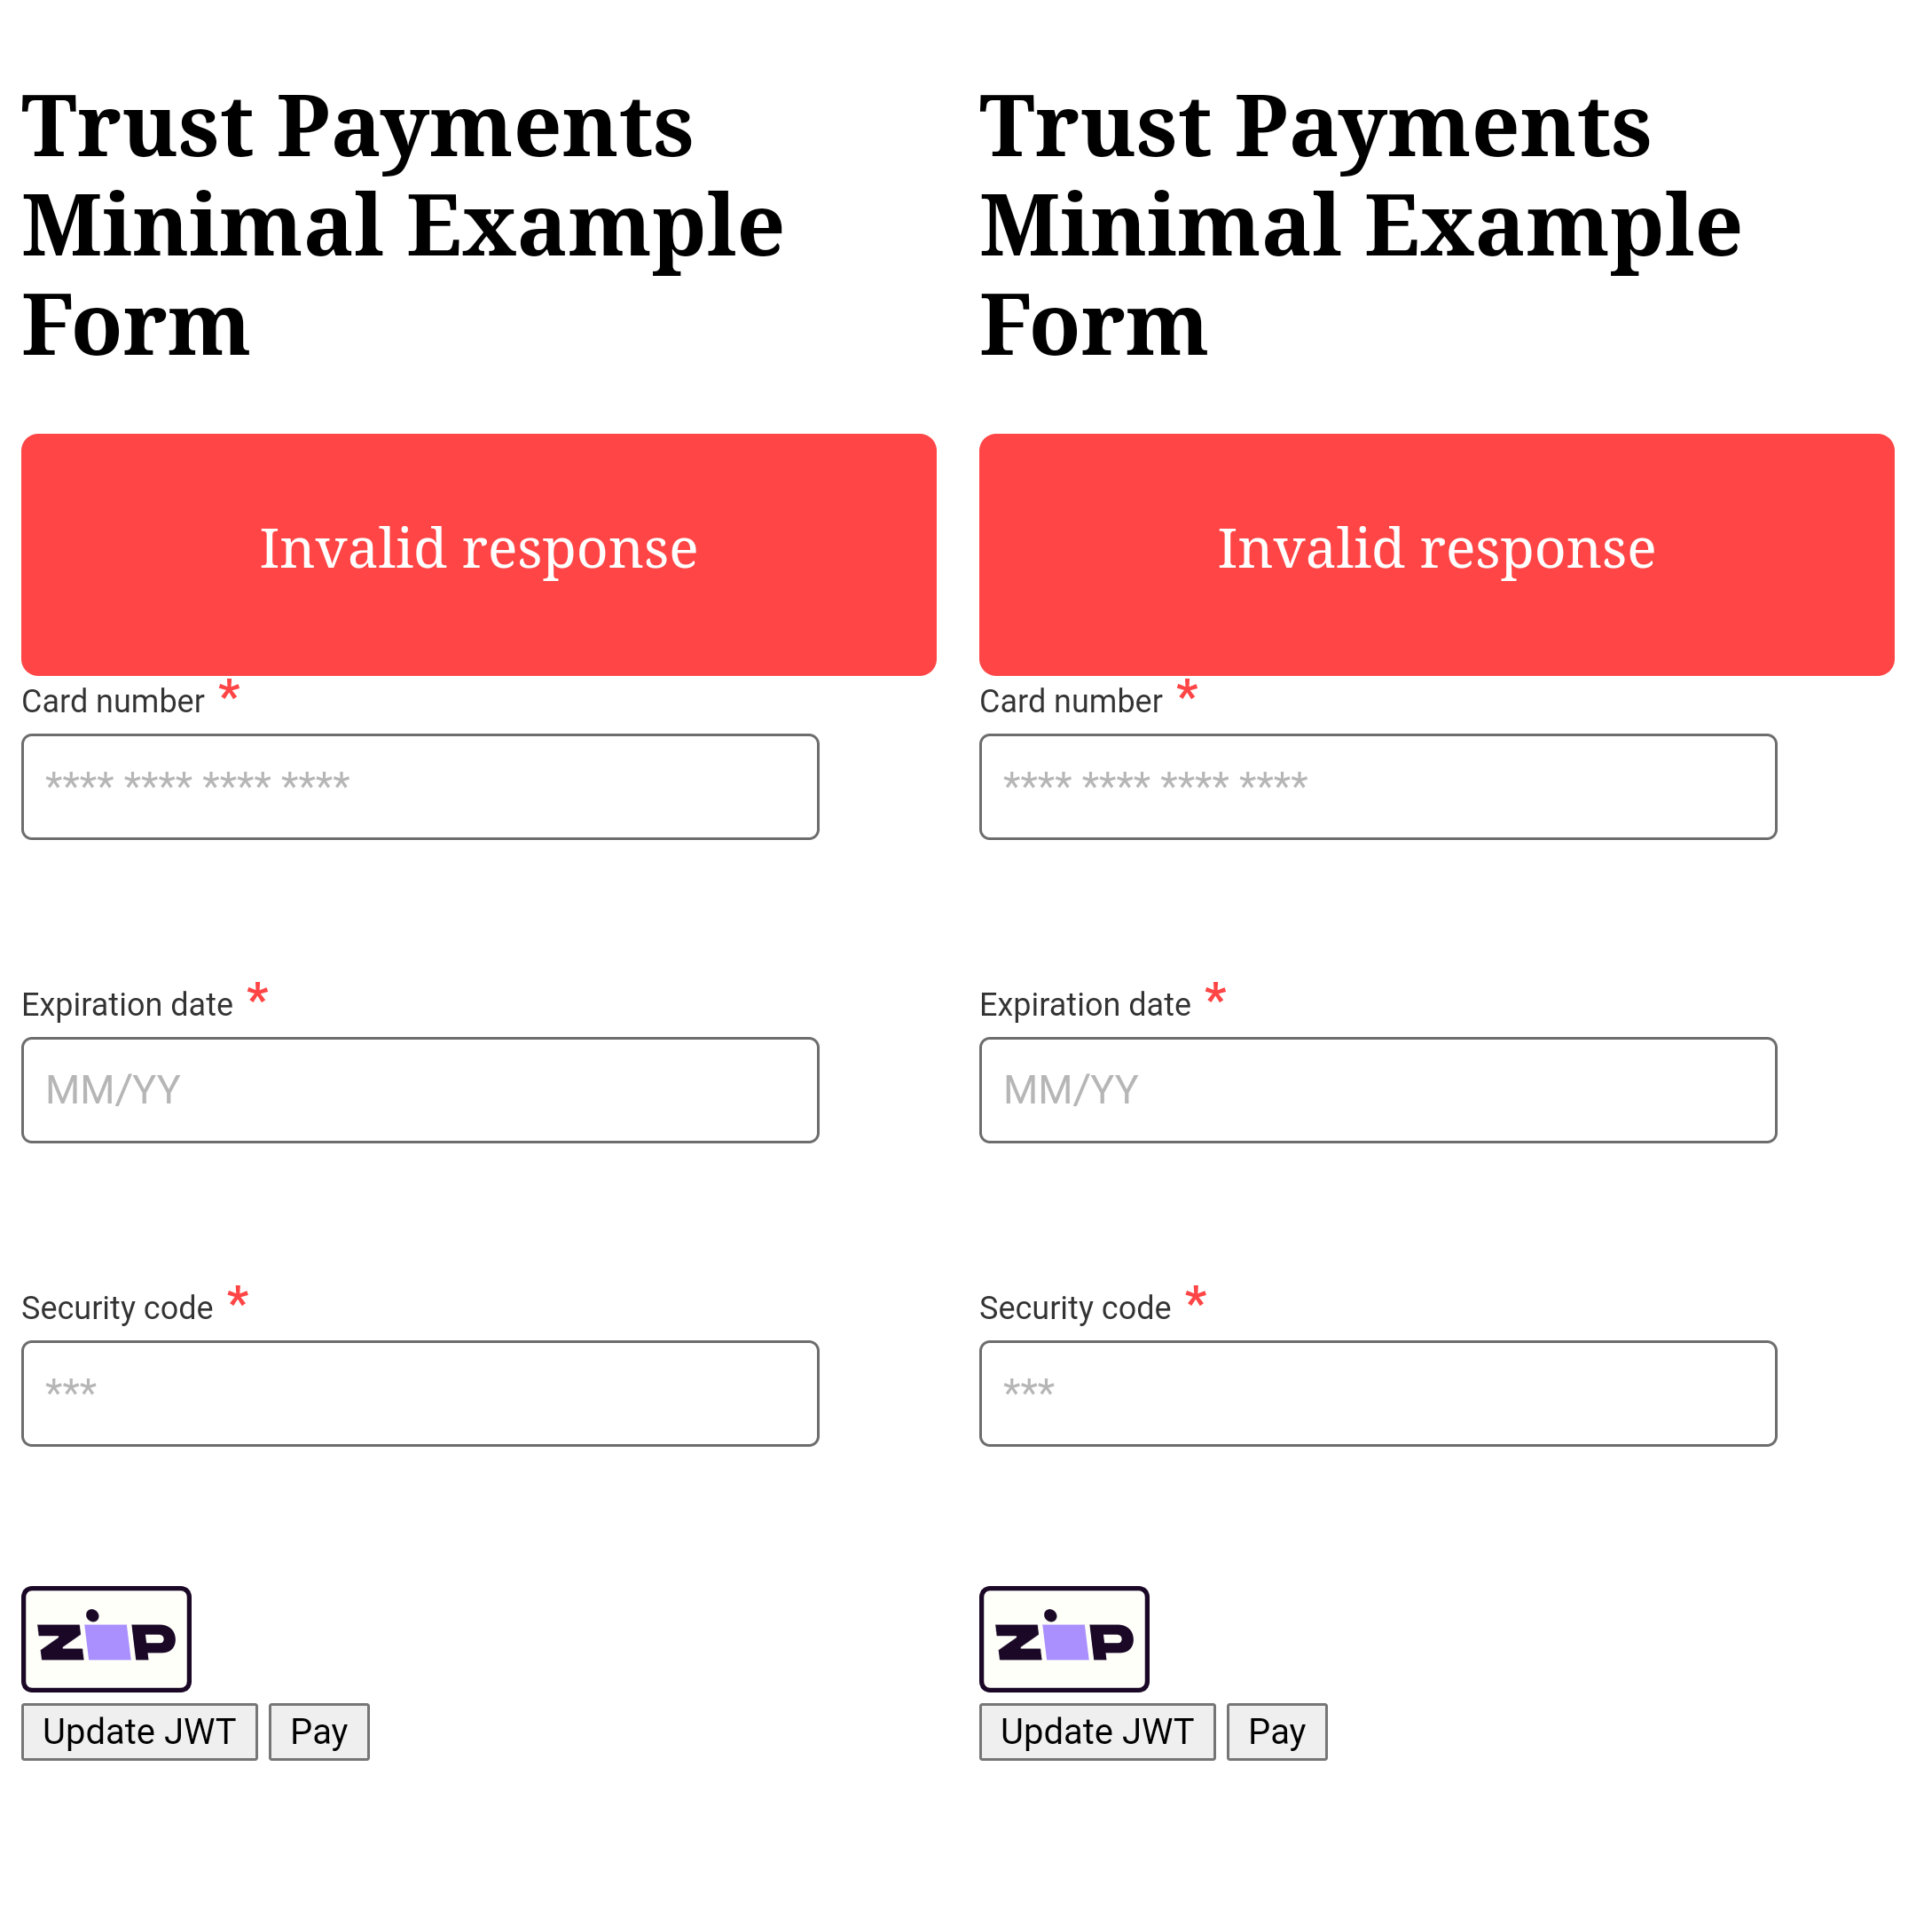 Trust Payments
Minimal Example
Form
Invalid response
Card number *
**** **** **** ****
Expiration date *
MM/YY
Security code *
***
zip
Update JWT
Pay
Trust Payments
Minimal Example
Form
Invalid response
Card number *
**** **** **** ****
Expiration date *
MM/YY
Security code *
***
zip
Update JWT
Pay